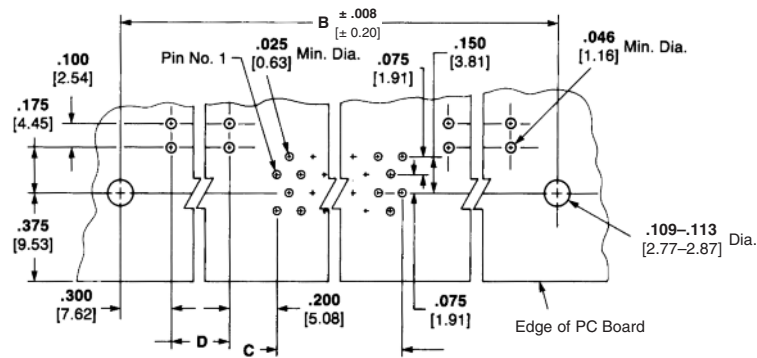 B ± .008
[± 0.20]
.100
[2.54]
Pin No. 1
.025
[0.63] Min. Dia.
.075
[1.91]
.150
[3.81]
.046
[1.16] Min. Dia.
.175
[4.45]
.375
[9.53]
.109–.113
[2.77–2.87] Dia.
.300
[7.62]
D
C
.200
[5.08]
.075
[1.91]
Edge of PC Board